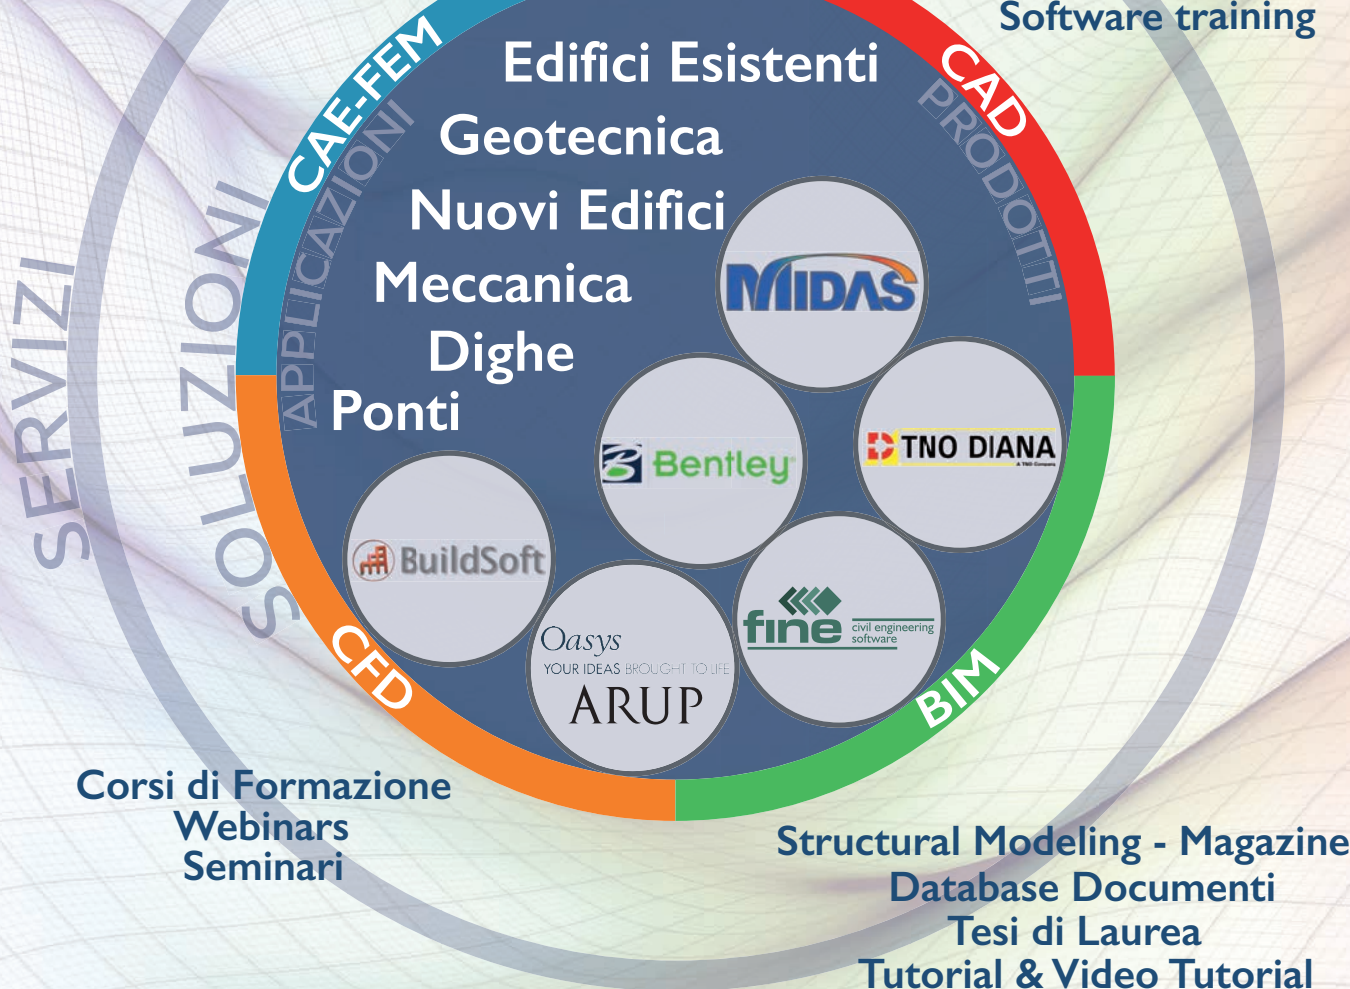 Software training
CAE-FEM
CAD
APPLICAZIONI
PRODOTTI
SERVIZI
SOLUZIONI
Edifici Esistenti
Geotecnica
Nuovi Edifici
Meccanica
Dighe
Ponti
MIDAS
Bentley
TNO DIANA
A TNO Company
BuildSoft
Oasys
YOUR IDEAS BROUGHT TO LIFE
ARUP
fine
civil engineering
software
CFD
BIM
Corsi di Formazione
Webinars
Seminari
Structural Modeling - Magazine
Database Documenti
Tesi di Laurea
Tutorial & Video Tutorial